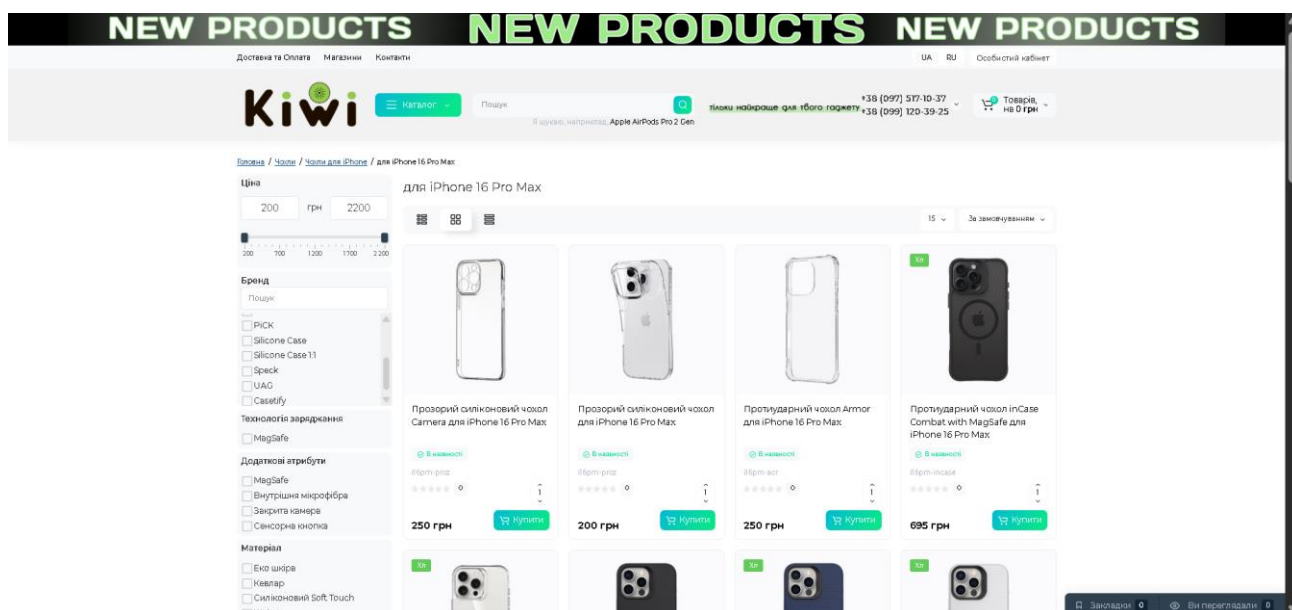 NEW PRODUCTS NEW PRODUCTS NEW PRODUCTS
Доставка та Оплата Магазини Контакти UA RU Особистий кабінет
Kiwi
Каталог
Пошук
Я шукаю, наприклад, Apple AirPods Pro 2 Gen
тілоки найкраще для твого гаджету
+38 (097) 517-10-37
+38 (099) 120-39-25
Товарів,
на 0 грн
Головна / Чохли / Чохли для iPhone / для iPhone 16 Pro Max
Ціна
200 грн 2200
200 700 1200 1700 2 200
Бренд
Пошук
PiCK
Silicone Case
Silicone Case 1:1
Speck
UAG
Casetify
Технологія заряджання
MagSafe
Додаткові атрибути
MagSafe
Внутрішня мікрофібра
Закрита камера
Сенсорна кнопка
Матеріал
Еко шкіра
Кевлар
Силіконовий Soft Touch
для iPhone 16 Pro Max
15 За замовчуванням
Прозорий силіконовий чохол
Camera для iPhone 16 Pro Max
В наявності
0
1
250 грн Купити
Прозорий силіконовий чохол
для iPhone 16 Pro Max
В наявності
0
1
200 грн Купити
Протиударний чохол Armor
для iPhone 16 Pro Max
В наявності
0
1
250 грн Купити
Хіт
Протиударний чохол inCase
Combat with MagSafe для
iPhone 16 Pro Max
В наявності
0
1
695 грн Купити
Хіт
Хіт
Хіт
Закладки 0 Ви переглядали 0